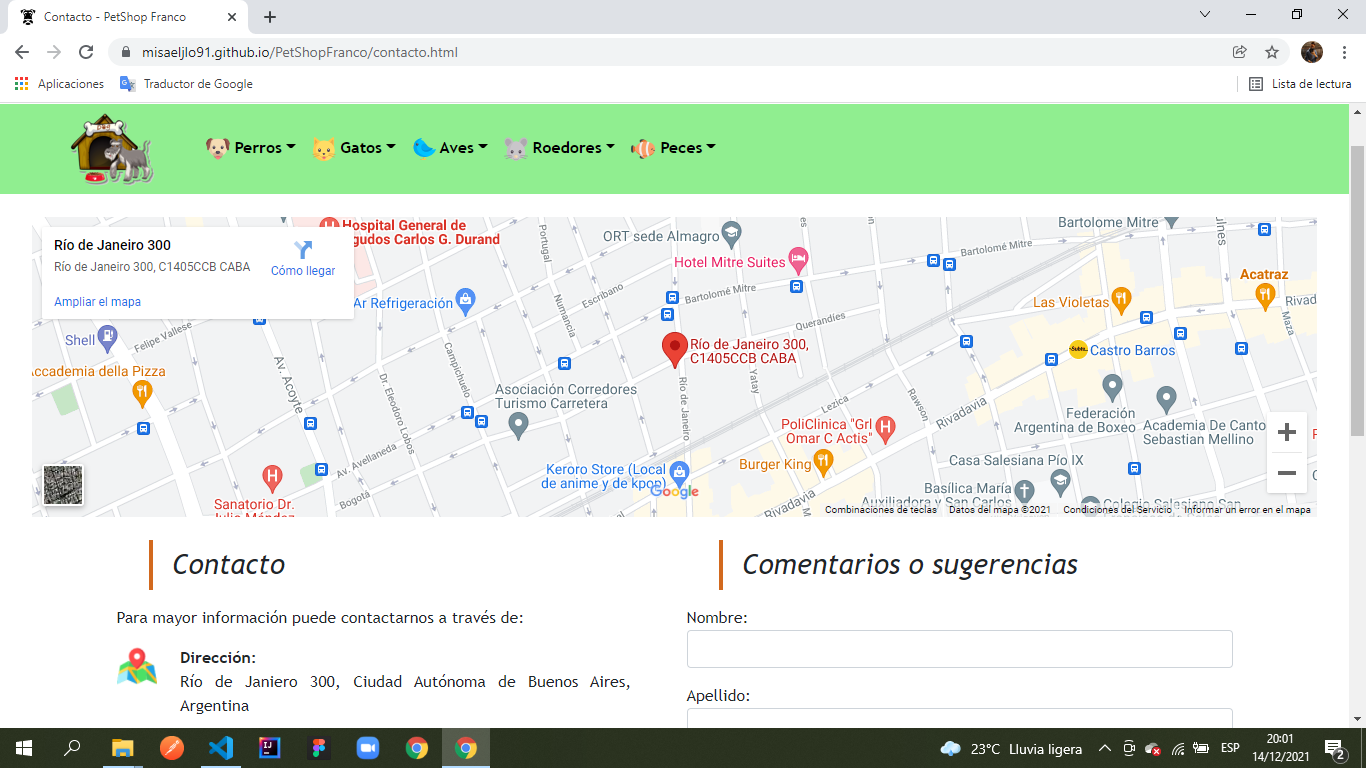 Contacto - PetShop Franco
misaeljlo91.github.io/PetShopFranco/contacto.html
Aplicaciones
Traductor de Google
Lista de lectura
DOG
Perros
Gatos
Aves
Roedores
Peces
Río de Janeiro 300
Río de Janeiro 300, C1405CCB CABA
Cómo llegar
Ampliar el mapa
Hospital General de
gudos Carlos G. Durand
Portugal
ORT sede Almagro
Bartolome Mitre
Bartolomé Mitre
Hotel Mitre Suites
Acatraz
Ar Refrigeración
Escribano
Numancia
Bartolomé Mitre
Las Violetas
Rivada
Maza
Shell
Felipe Vallese
Querandíes
Río de Janeiro 300,
C1405CCB CABA
Subte
Castro Barros
Accademia della Pizza
Av. Acoyte
Campichuelo
Dr. Eleodoro Lobos
Yatay
Río de Janeiro
Asociación Corredores
Turismo Carretera
Lezica
Rawson
Rivadavia
PoliClinica "Grl
Omar C Actis"
Federación
Argentina de Boxeo
Academia De Canto
Sebastian Mellino
Av. Avellaneda
Bogotá
Keroro Store (Local
de anime y de kpop)
Burger King
Casa Salesiana Pío IX
Sanatorio Dr.
Julio Méndez
Google
Rivadavia
Basílica María
Auxiliadora y San Carlos
Colegio Salesiano San
Combinaciones de teclas
Datos del mapa ©2021
Condiciones del Servicio
Informar un error en el mapa
Contacto
Para mayor información puede contactarnos a través de:
Dirección:
Río de Janiero 300, Ciudad Autónoma de Buenos Aires,
Argentina
Comentarios o sugerencias
Nombre:
Apellido:
23°C Lluvia ligera
ESP
20:01
14/12/2021
2